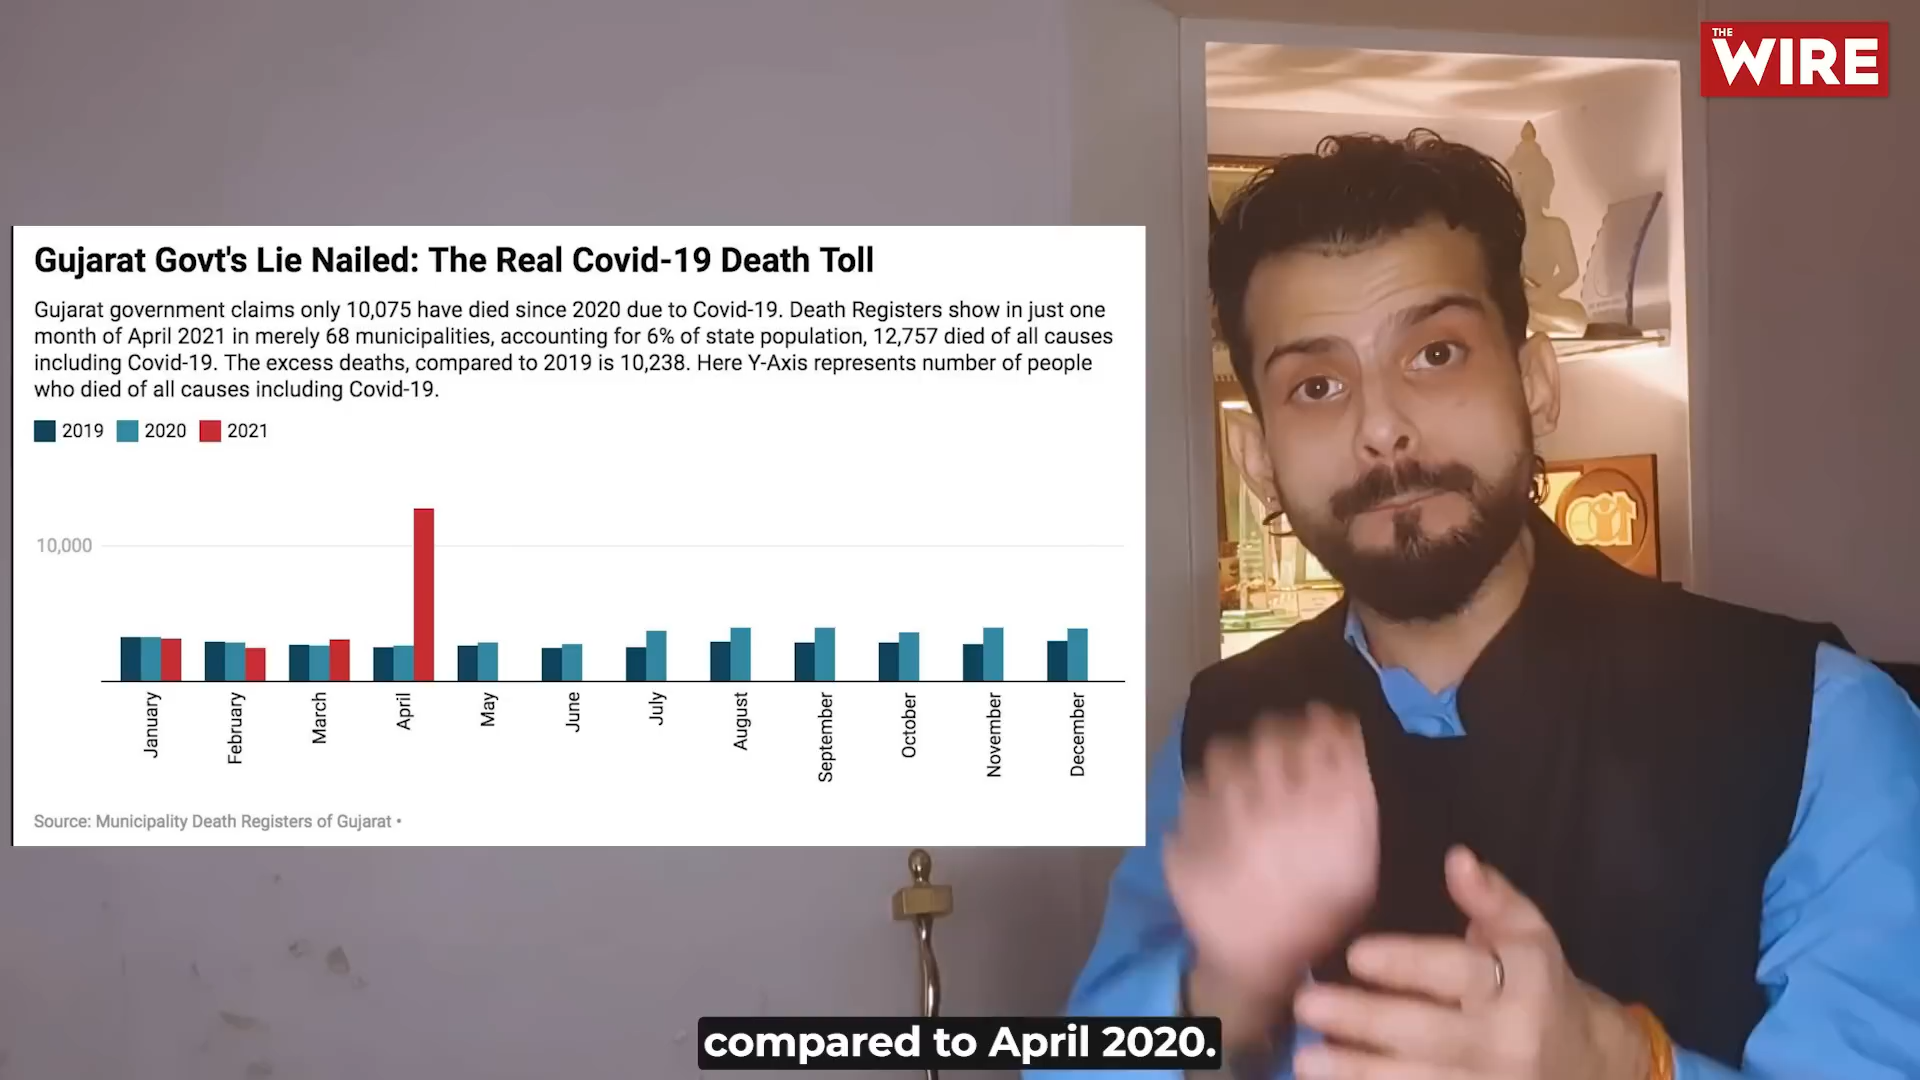 THE
WIRE
Gujarat Govt's Lie Nailed: The Real Covid-19 Death Toll
Gujarat government claims only 10,075 have died since 2020 due to Covid-19. Death Registers show in just one
month of April 2021 in merely 68 municipalities, accounting for 6% of state population, 12,757 died of all causes
including Covid-19. The excess deaths, compared to 2019 is 10,238. Here Y-Axis represents number of people
who died of all causes including Covid-19.
2019 2020 2021
10,000
January February March April May June July August September October November December
Source: Municipality Death Registers of Gujarat •
compared to April 2020.